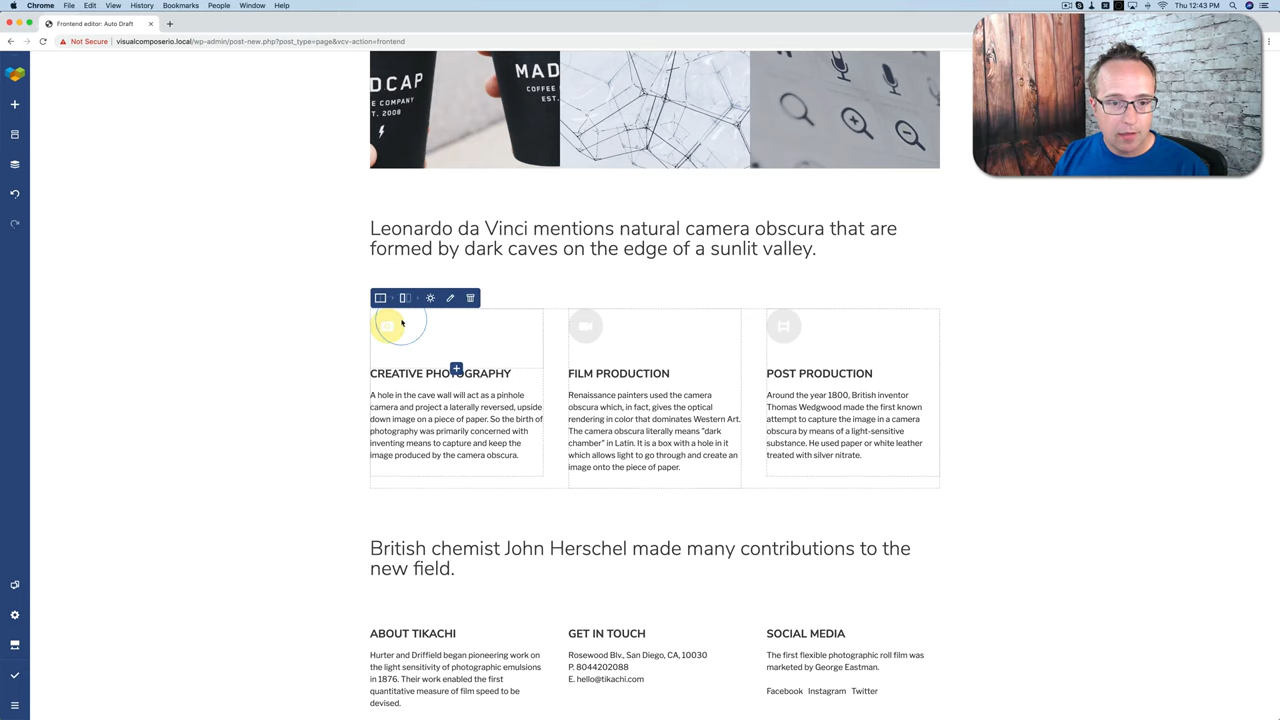 Chrome File Edit View History Bookmarks People Window Help
Thu 12:43 PM
Frontend editor: Auto Draft
Not Secure visualcomposerio.local/wp-admin/post-new.php?post_type=page&vcv-action=frontend
DCAP
E COMPANY
ST. 2008
MAD
COFFEE
EST.
Leonardo da Vinci mentions natural camera obscura that are
formed by dark caves on the edge of a sunlit valley.
CREATIVE PHOTOGRAPHY
A hole in the cave wall will act as a pinhole
camera and project a laterally reversed, upside
down image on a piece of paper. So the birth of
photography was primarily concerned with
inventing means to capture and keep the
image produced by the camera obscura.
FILM PRODUCTION
Renaissance painters used the camera
obscura which, in fact, gives the optical
rendering in color that dominates Western Art.
The camera obscura literally means "dark
chamber" in Latin. It is a box with a hole in it
which allows light to go through and create an
image onto the piece of paper.
POST PRODUCTION
Around the year 1800, British inventor
Thomas Wedgwood made the first known
attempt to capture the image in a camera
obscura by means of a light-sensitive
substance. He used paper or white leather
treated with silver nitrate.
British chemist John Herschel made many contributions to the
new field.
ABOUT TIKACHI
Hurter and Driffield began pioneering work on
the light sensitivity of photographic emulsions
in 1876. Their work enabled the first
quantitative measure of film speed to be
devised.
GET IN TOUCH
Rosewood Blv., San Diego, CA, 10030
P. 8044202088
E. hello@tikachi.com
SOCIAL MEDIA
The first flexible photographic roll film was
marketed by George Eastman.
Facebook Instagram Twitter